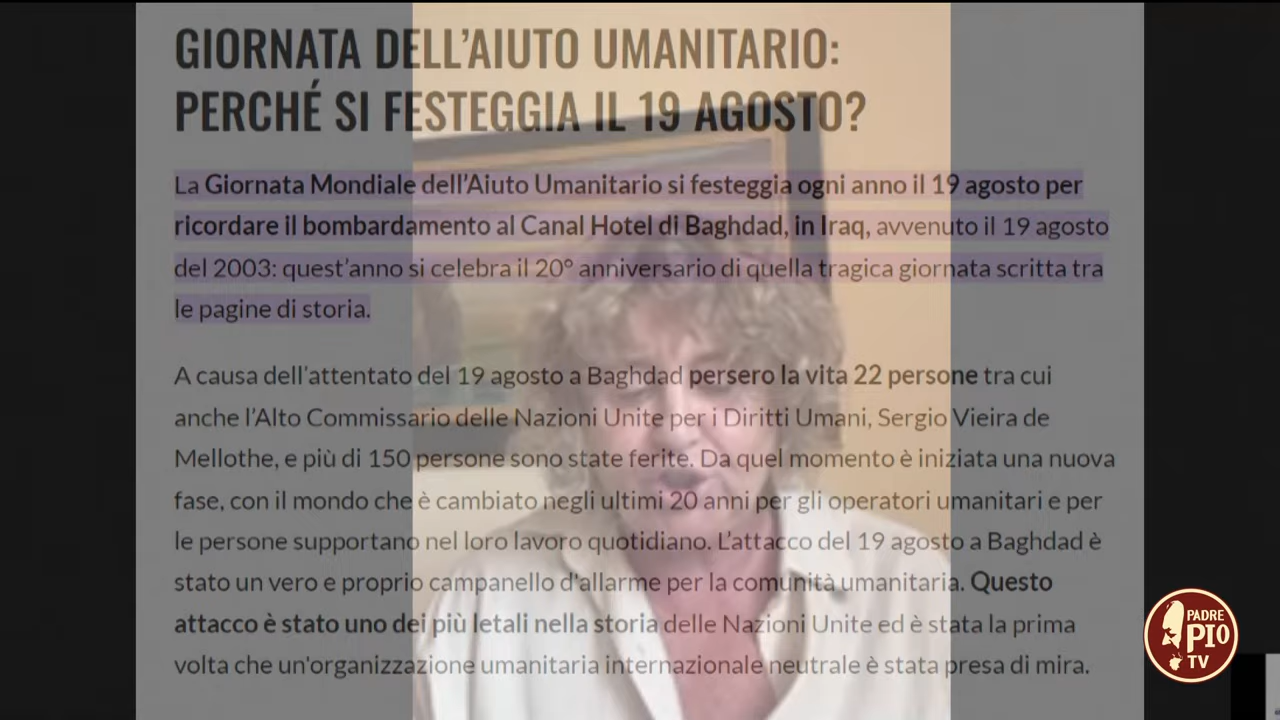 GIORNATA DELL'AIUTO UMANITARIO:
PERCHÉ SI FESTEGGIA IL 19 AGOSTO?
La Giornata Mondiale dell'Aiuto Umanitario si festeggia ogni anno il 19 agosto per
ricordare il bombardamento al Canal Hotel di Baghdad, in Iraq, avvenuto il 19 agosto
del 2003: quest'anno si celebra il 20° anniversario di quella tragica giornata scritta tra
le pagine di storia.
A causa dell'attentato del 19 agosto a Baghdad persero la vita 22 persone tra cui
anche l'Alto Commissario delle Nazioni Unite per i Diritti Umani, Sergio Vieira de
Mellothe, e più di 150 persone sono state ferite. Da quel momento è iniziata una nuova
fase, con il mondo che è cambiato negli ultimi 20 anni per gli operatori umanitari e per
le persone supportano nel loro lavoro quotidiano. L'attacco del 19 agosto a Baghdad è
stato un vero e proprio campanello d'allarme per la comunità umanitaria. Questo
attacco è stato uno dei più letali nella storia delle Nazioni Unite ed è stata la prima
volta che un'organizzazione umanitaria internazionale neutrale è stata presa di mira.
PADRE
PIO
TV